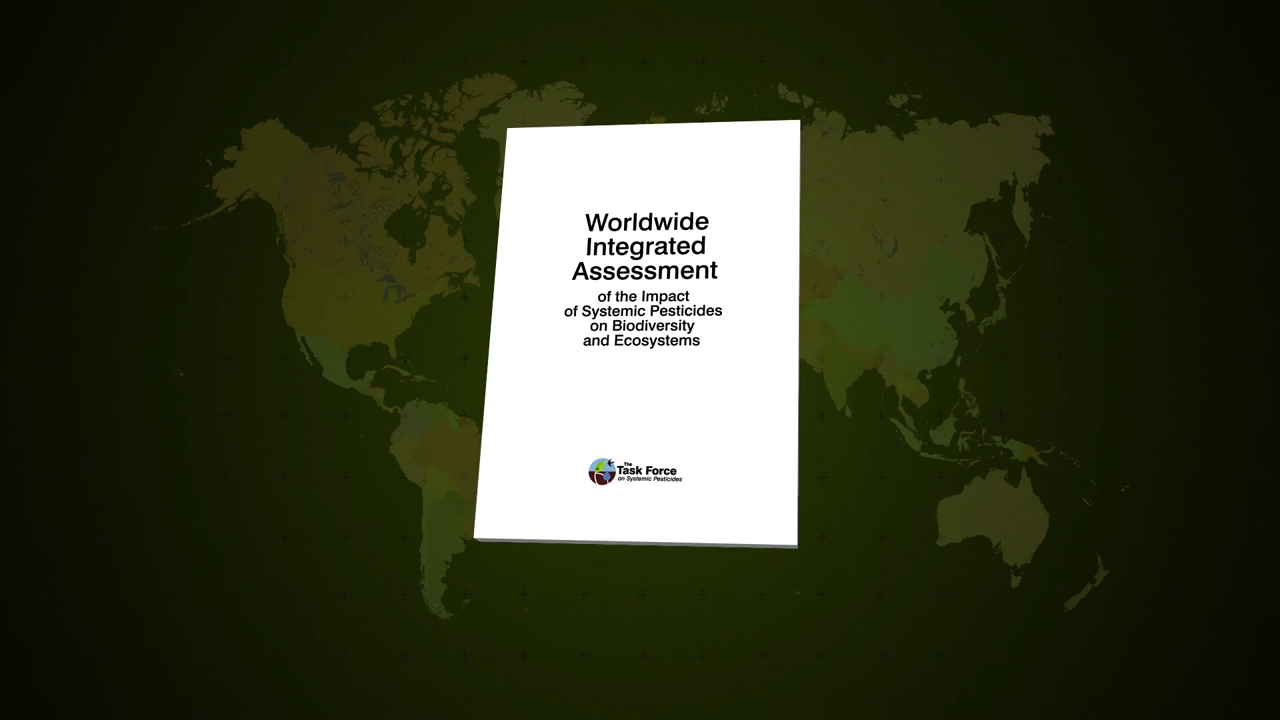 Worldwide
Integrated
Assessment
of the Impact
of Systemic Pesticides
on Biodiversity
and Ecosystems
The
Task Force
on Systemic Pesticides